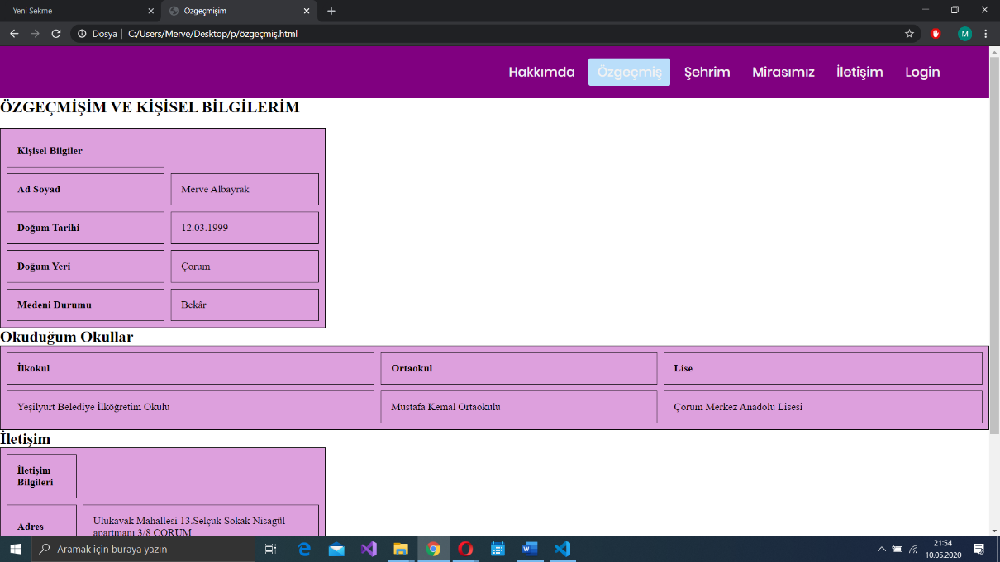 Yeni Sekme
Özgeçmişim
Dosya
C:/Users/Merve/Desktop/p/özgeçmiş.html
M
Hakkımda
Özgeçmiş
Şehrim
Mirasımız
İletişim
Login
ÖZGEÇMİŞİM VE KİŞİSEL BİLGİLERİM
Kişisel Bilgiler
Ad Soyad
Merve Albayrak
Doğum Tarihi
12.03.1999
Doğum Yeri
Çorum
Medeni Durumu
Bekâr
Okuduğum Okullar
İlkokul
Ortaokul
Lise
Yeşilyurt Belediye İlköğretim Okulu
Mustafa Kemal Ortaokulu
Çorum Merkez Anadolu Lisesi
İletişim
İletişim
Bilgileri
Adres
Ulukavak Mahallesi 13.Selçuk Sokak Nisagül
apartmanı 3/8 ÇORUM
Aramak için buraya yazın
21:54
10.05.2020